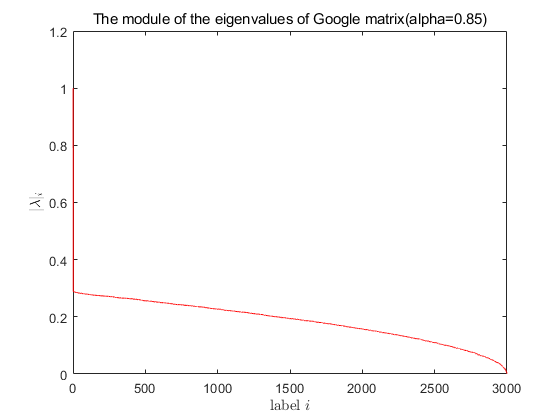 The module of the eigenvalues of Google matrix(alpha=0.85)
1.2
1
0.8
0.6
0.4
0.2
0
|λ|i
0 500 1000 1500 2000 2500 3000
label i